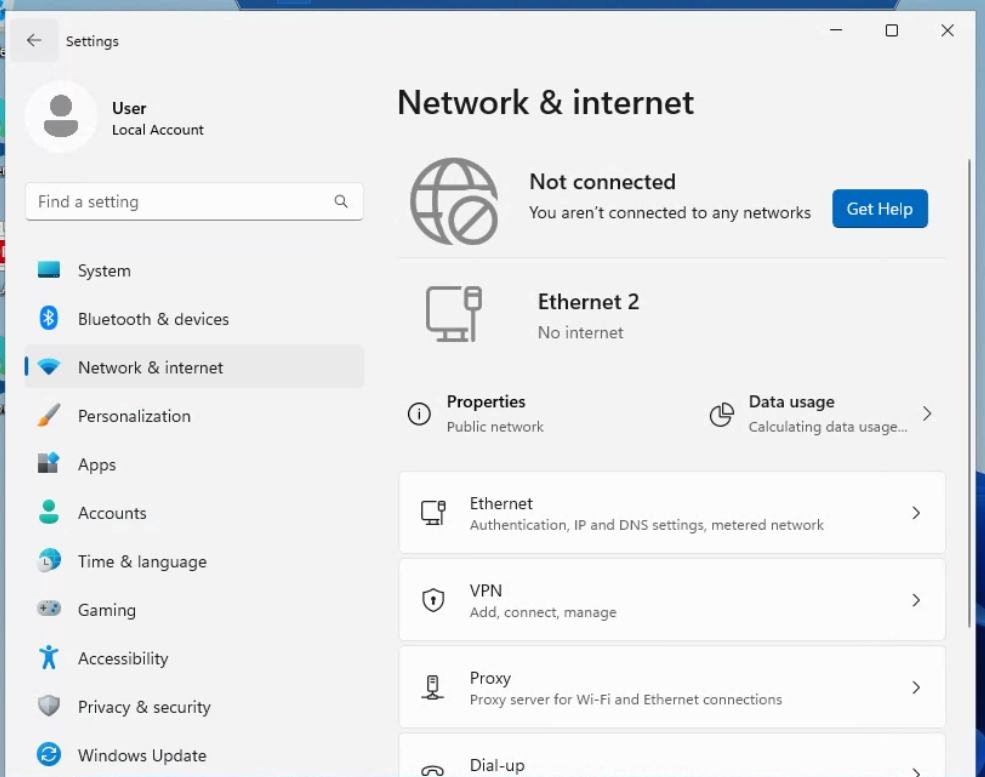 Settings
User
Local Account
Find a setting
System
Bluetooth & devices
Network & internet
Personalization
Apps
Accounts
Time & language
Gaming
Accessibility
Privacy & security
Windows Update
Network & internet
Not connected
You aren't connected to any networks
Get Help
Ethernet 2
No internet
Properties
Public network
Data usage
Calculating data usage...
Ethernet
Authentication, IP and DNS settings, metered network
VPN
Add, connect, manage
Proxy
Proxy server for Wi-Fi and Ethernet connections
Dial-up